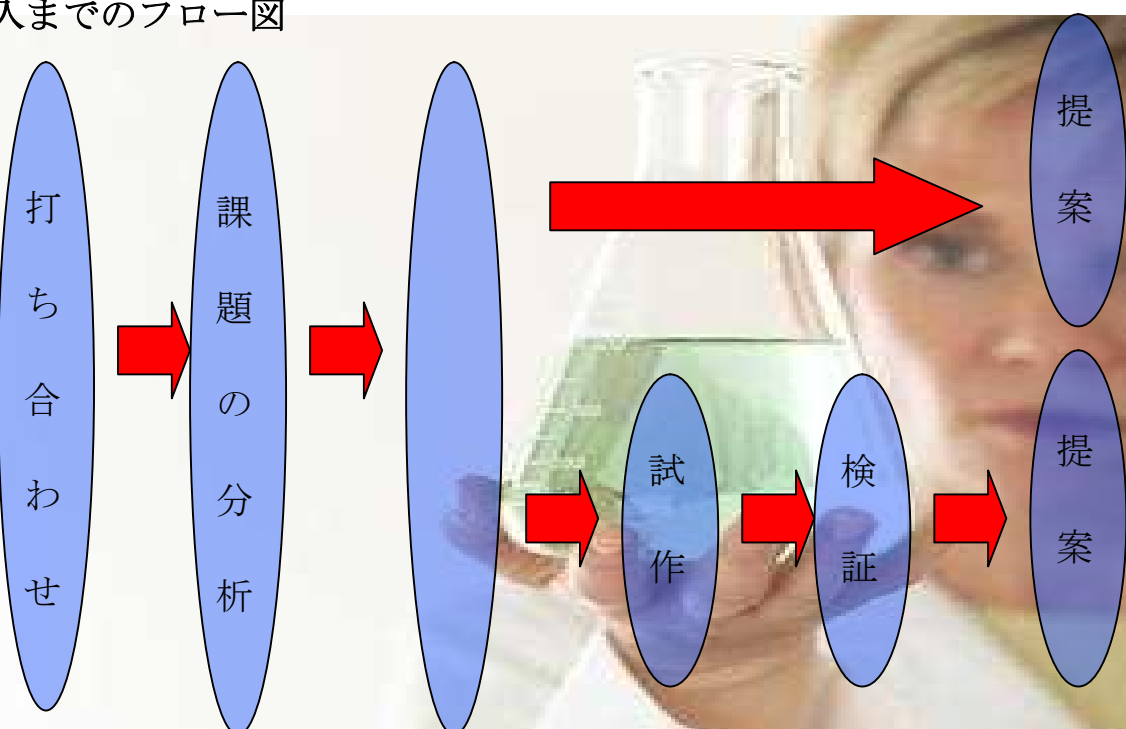 入までのフロー図
打ち合わせ
課題の分析
試作
検証
提案
提案